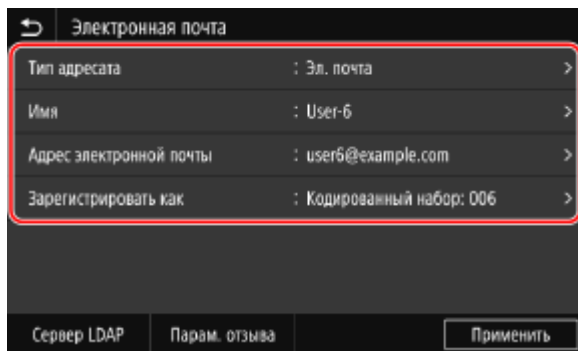 Электронная почта
Тип адресата : Эл. почта >
Имя : User-6 >
Адрес электронной почты : user6@example.com >
Зарегистрировать как : Кодированный набор: 006 >
Сервер LDAP Парам. отзыва Применить